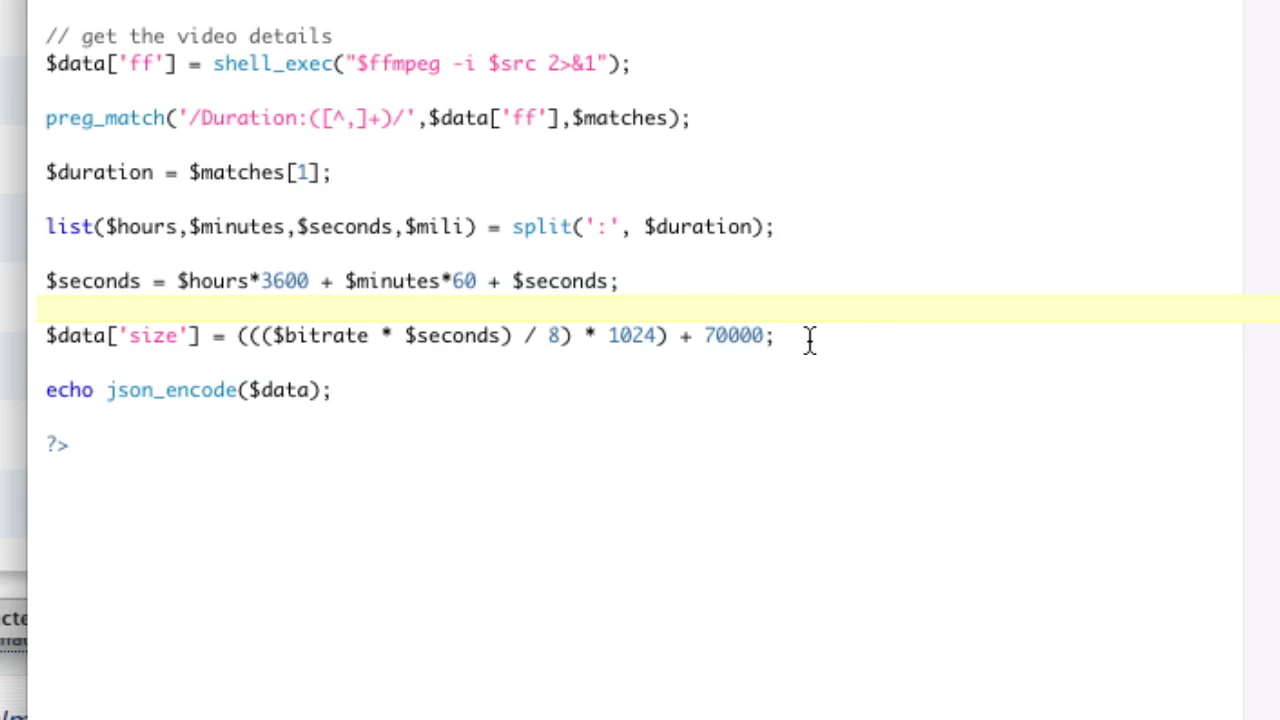 // get the video details
$data['ff'] = shell_exec("$ffmpeg -i $src 2>&1");
preg_match('/Duration:([^,]+)/',$data['ff'],$matches);
$duration = $matches[1];
list($hours,$minutes,$seconds,$mili) = split(':', $duration);
$seconds = $hours*3600 + $minutes*60 + $seconds;
$data['size'] = ((($bitrate * $seconds) / 8) * 1024) + 70000;
echo json_encode($data);
?>